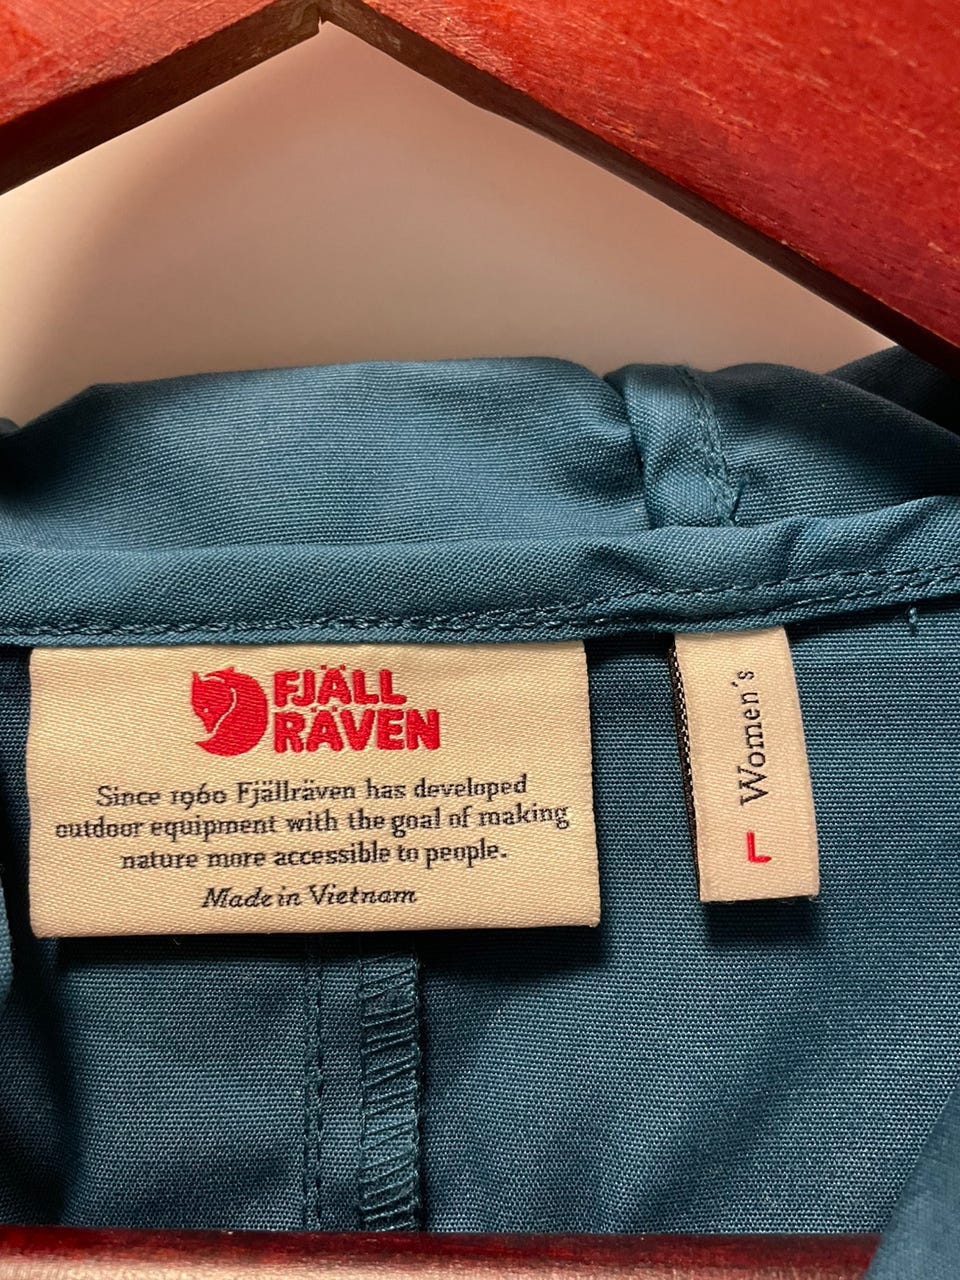 FJÄLL
RÄVEN
Since 1960 Fjällräven has developed
outdoor equipment with the goal of making
nature more accessible to people.
Made in Vietnam
Women´s
L